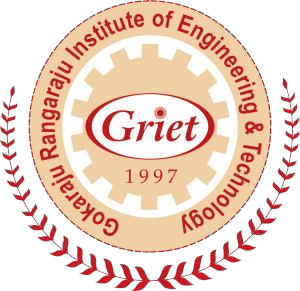 Gokaraju Rangaraju Institute of Engineering & Technology
Griet
1997